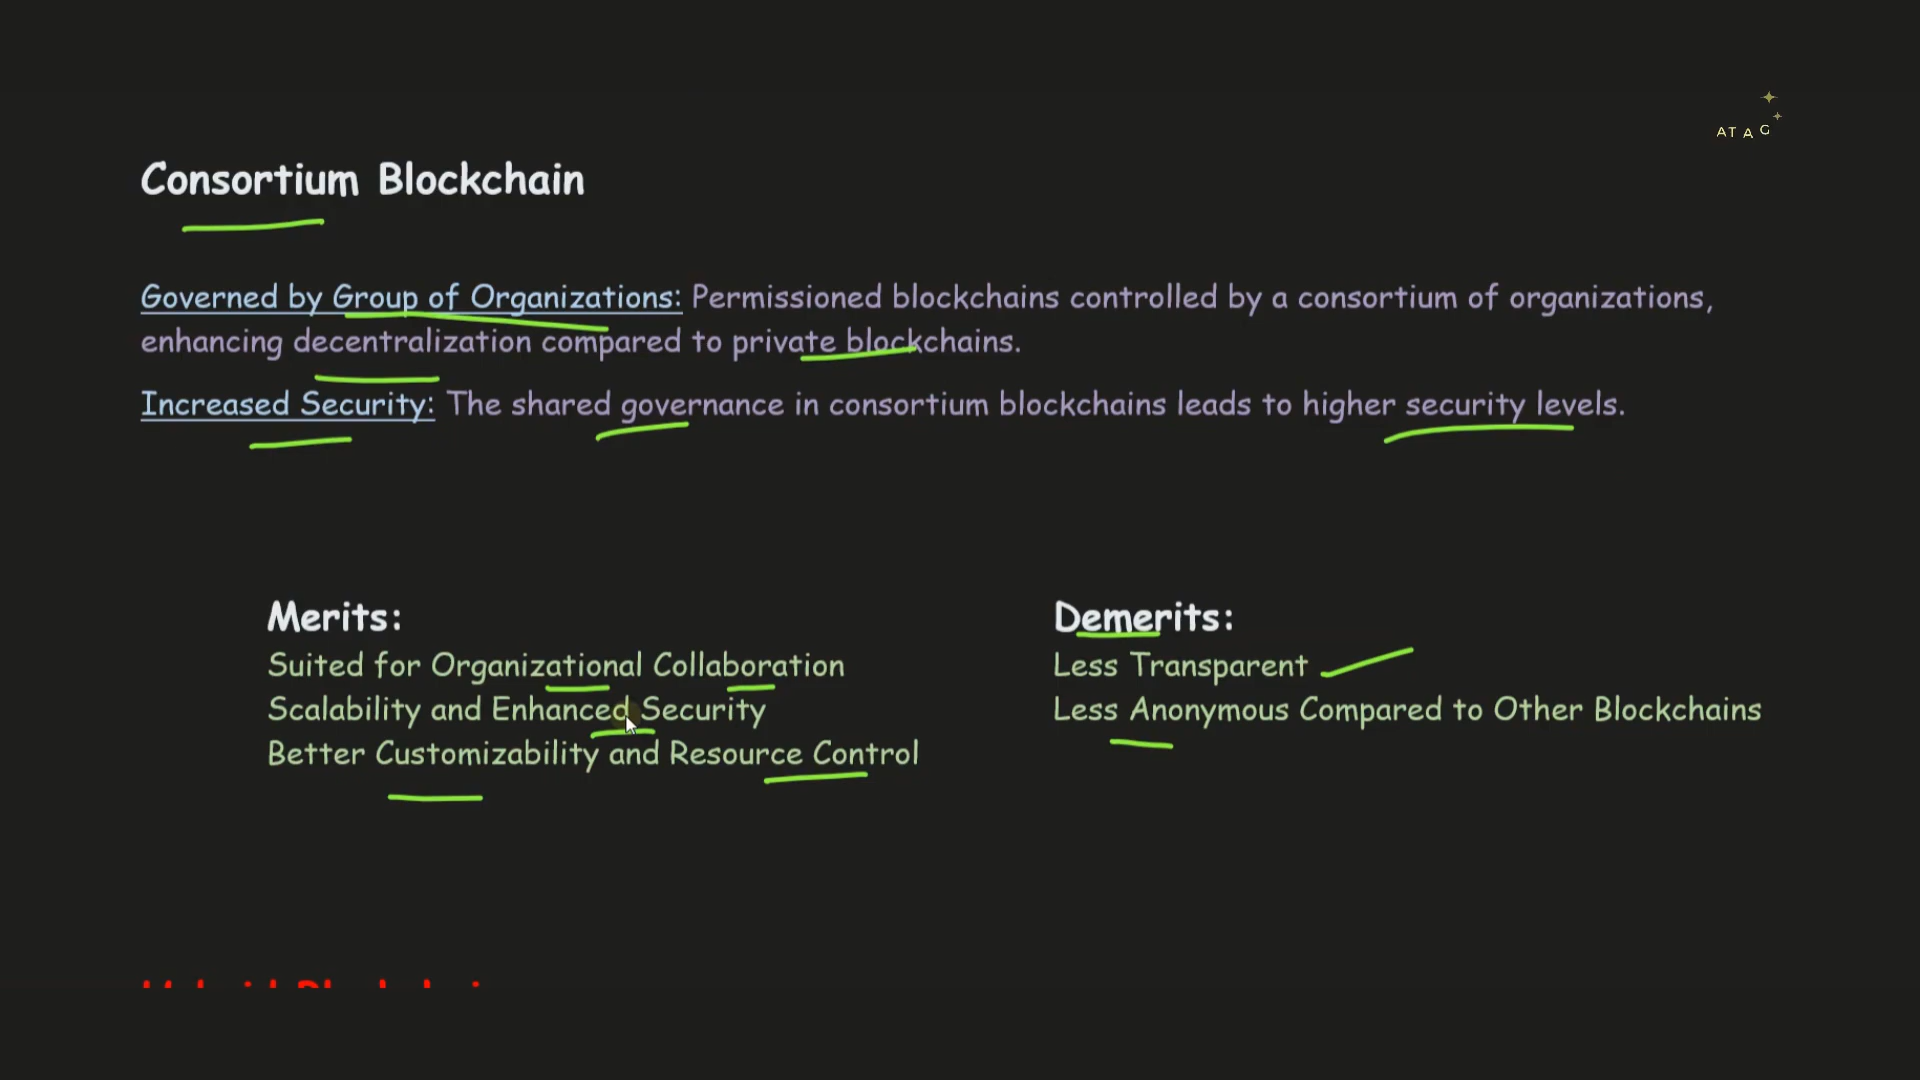 ATAG
Consortium Blockchain
Governed by Group of Organizations: Permissioned blockchains controlled by a consortium of organizations,
enhancing decentralization compared to private blockchains.
Increased Security: The shared governance in consortium blockchains leads to higher security levels.
Merits:
Suited for Organizational Collaboration
Scalability and Enhanced Security
Better Customizability and Resource Control
Demerits:
Less Transparent
Less Anonymous Compared to Other Blockchains